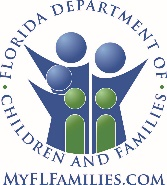 FLORIDA DEPARTMENT OF
• CHILDREN AND FAMILIES •
MYFLFAMILIES.COM